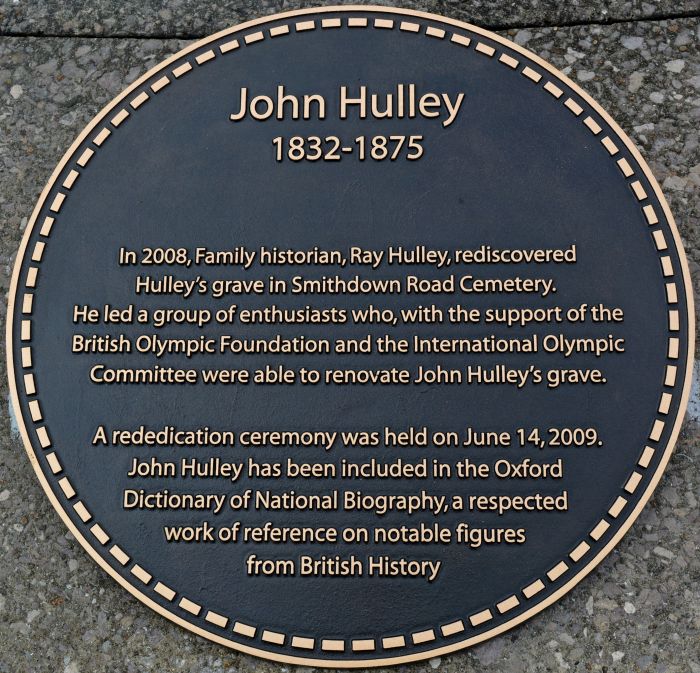 John Hulley
1832-1875
In 2008, Family historian, Ray Hulley, rediscovered
Hulley's grave in Smithdown Road Cemetery.
He led a group of enthusiasts who, with the support of the
British Olympic Foundation and the International Olympic
Committee were able to renovate John Hulley's grave.
A rededication ceremony was held on June 14, 2009.
John Hulley has been included in the Oxford
Dictionary of National Biography, a respected
work of reference on notable figures
from British History